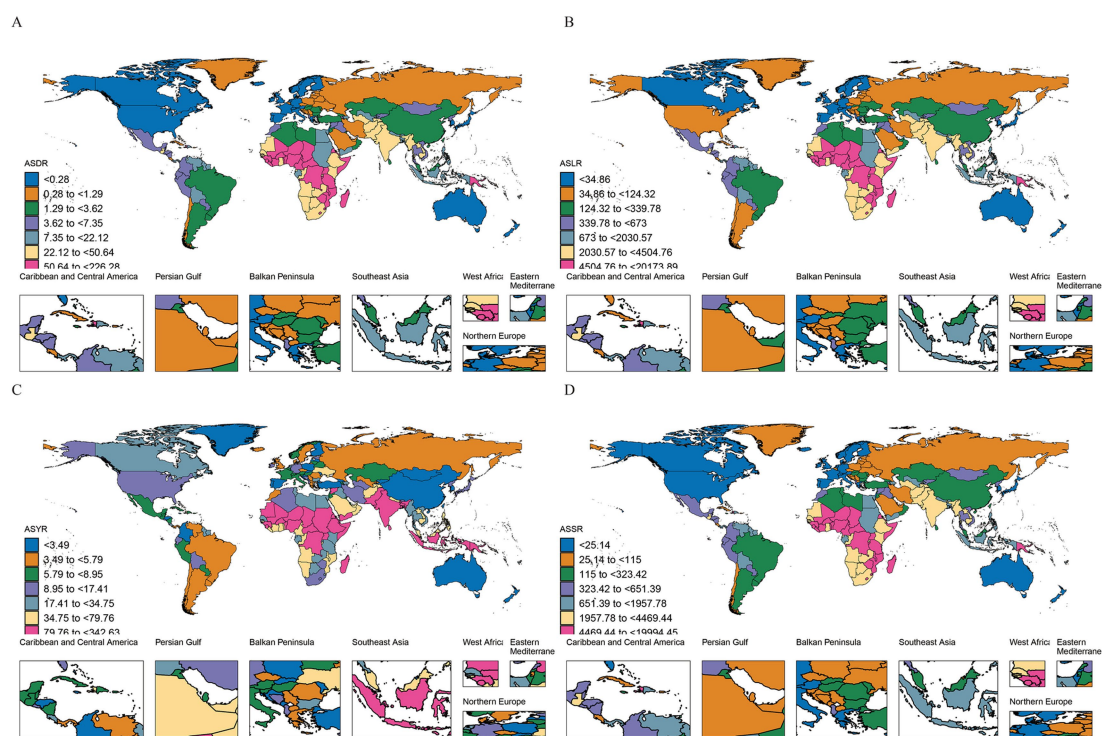 A
ASDR
<0.28
0.28 to <1.29
1.29 to <3.62
3.62 to <7.35
7.35 to <22.12
22.12 to <50.64
50.64 to <226.28
Caribbean and Central America
Persian Gulf
Balkan Peninsula
Southeast Asia
West Africa
Eastern
Mediterrane
Northern Europe
B
ASLR
<34.86
34.86 to <124.32
124.32 to <339.78
339.78 to <673
673 to <2030.57
2030.57 to <4504.76
4504.76 to <20173.89
Caribbean and Central America
Persian Gulf
Balkan Peninsula
Southeast Asia
West Africa
Eastern
Mediterrane
Northern Europe
C
ASYR
<3.49
3.49 to <5.79
5.79 to <8.95
8.95 to <17.41
17.41 to <34.75
34.75 to <79.76
79.76 to <342.63
Caribbean and Central America
Persian Gulf
Balkan Peninsula
Southeast Asia
West Africa
Eastern
Mediterrane
Northern Europe
D
ASSR
<25.14
25.14 to <115
115 to <323.42
323.42 to <651.39
651.39 to <1957.78
1957.78 to <4469.44
4469.44 to <19994.45
Caribbean and Central America
Persian Gulf
Balkan Peninsula
Southeast Asia
West Africa
Eastern
Mediterrane
Northern Europe